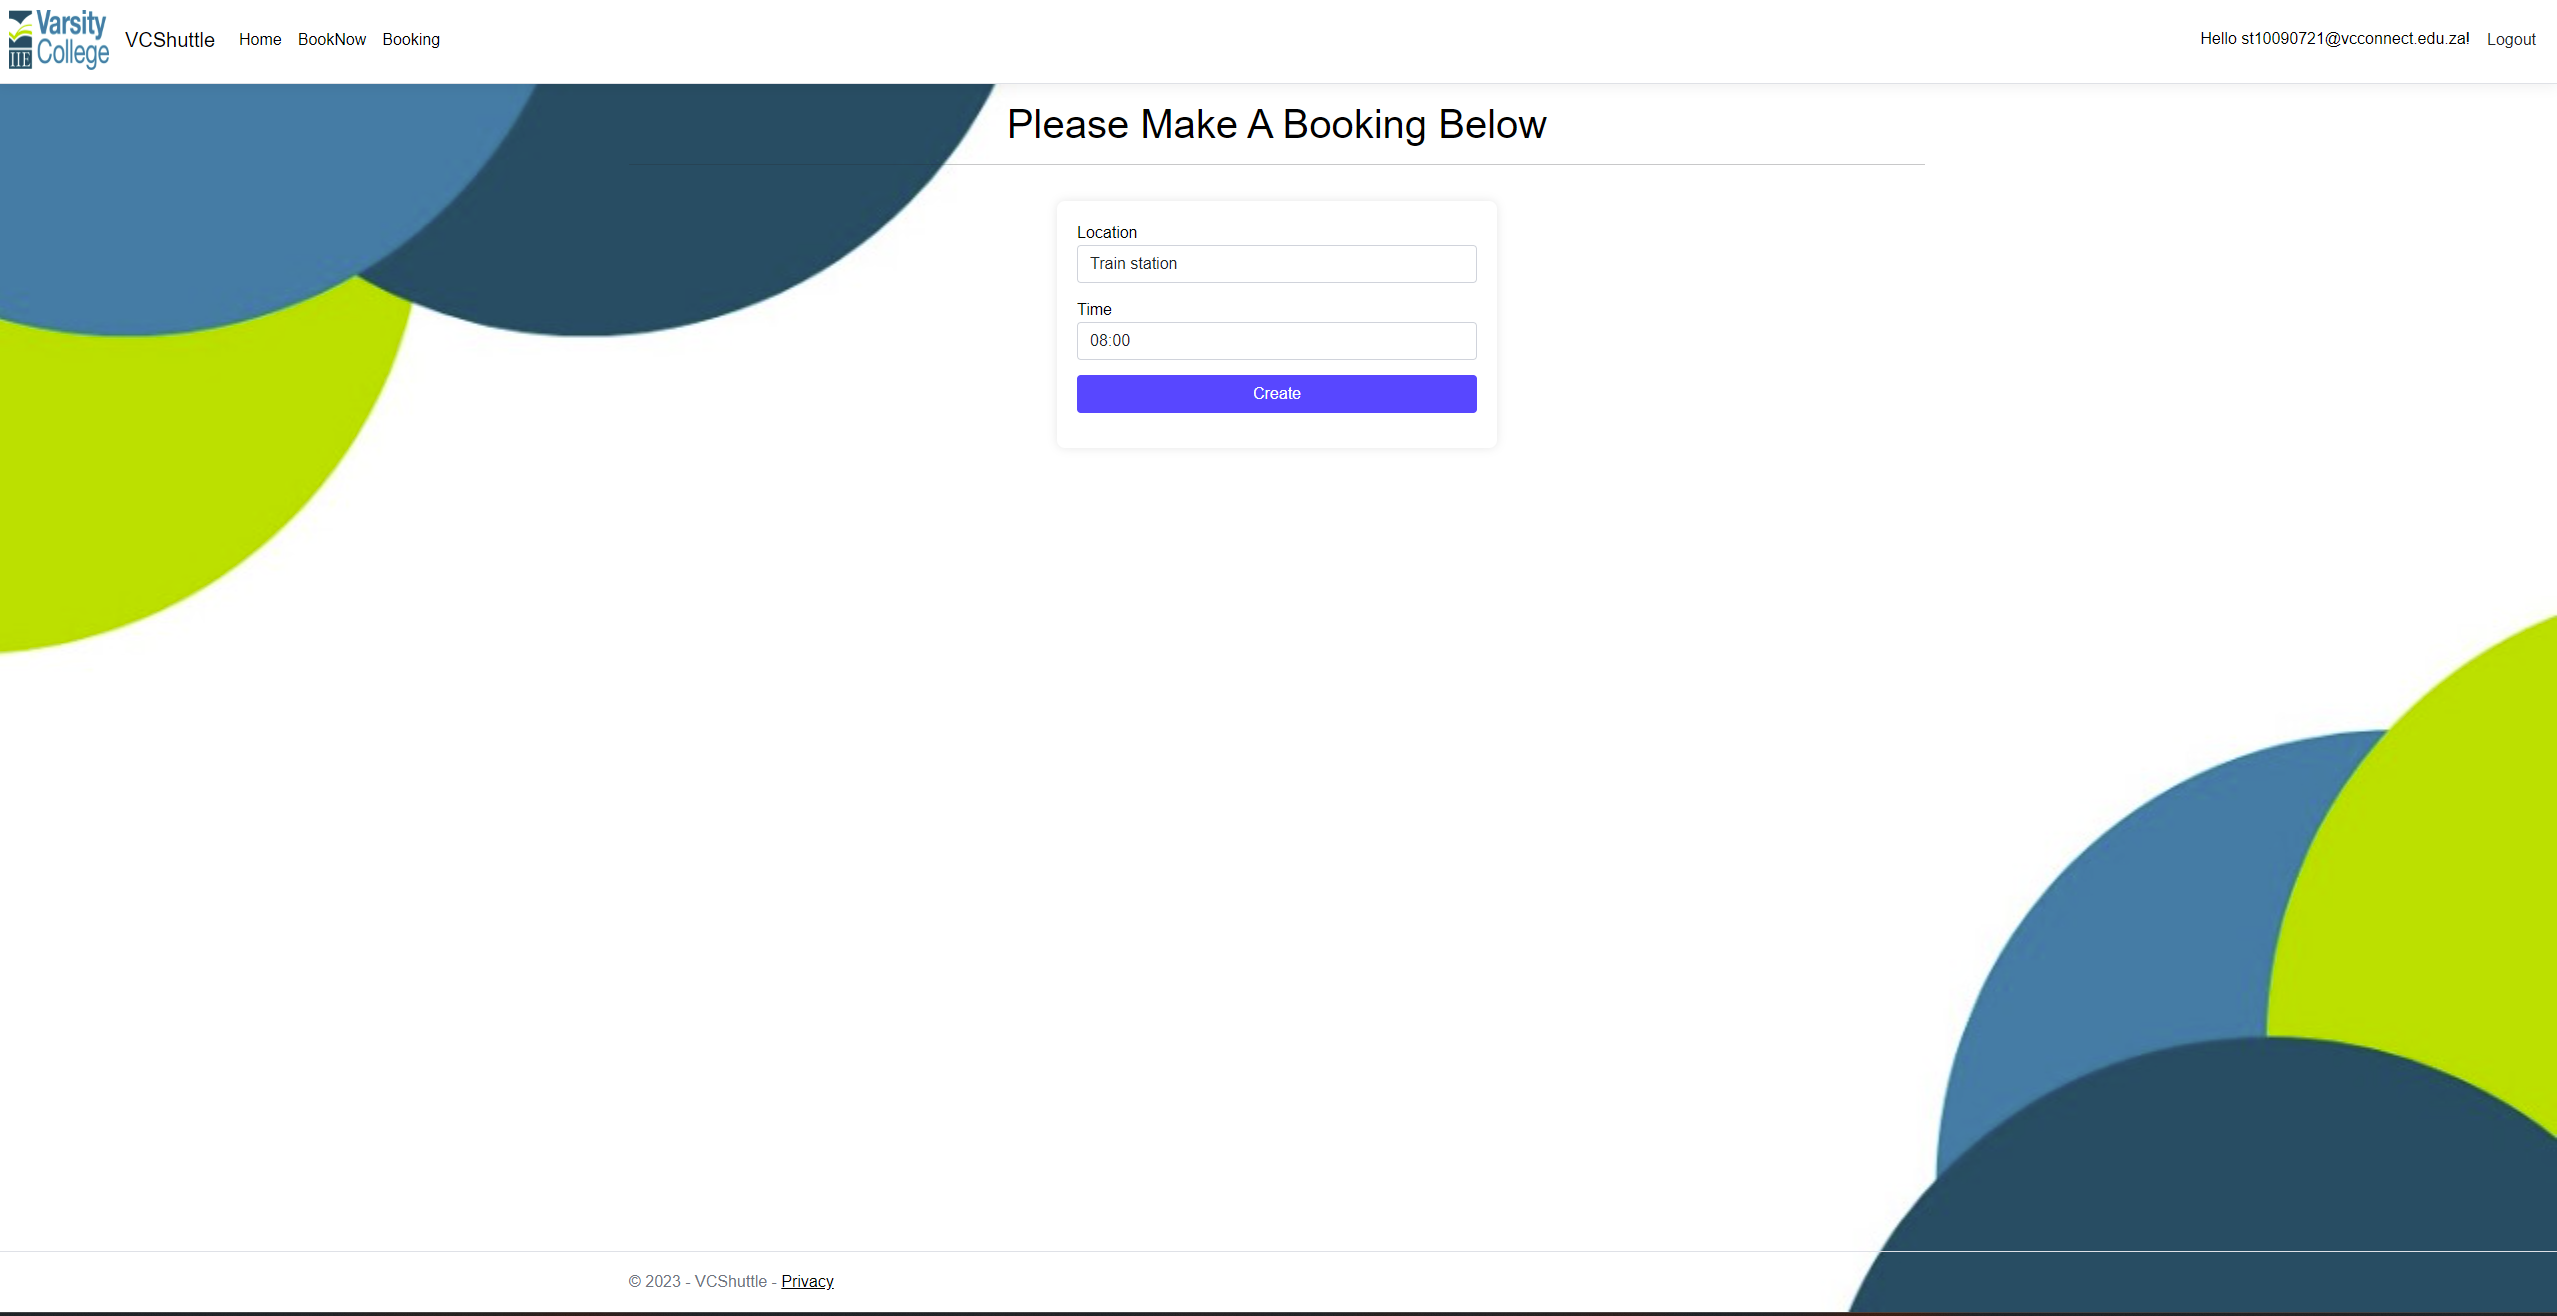 Varsity
College
IIE
VCShuttle Home BookNow Booking
Hello st10090721@vcconnect.edu.za! Logout
Please Make A Booking Below
Location
Train station
Time
08:00
Create
© 2023 - VCShuttle - Privacy